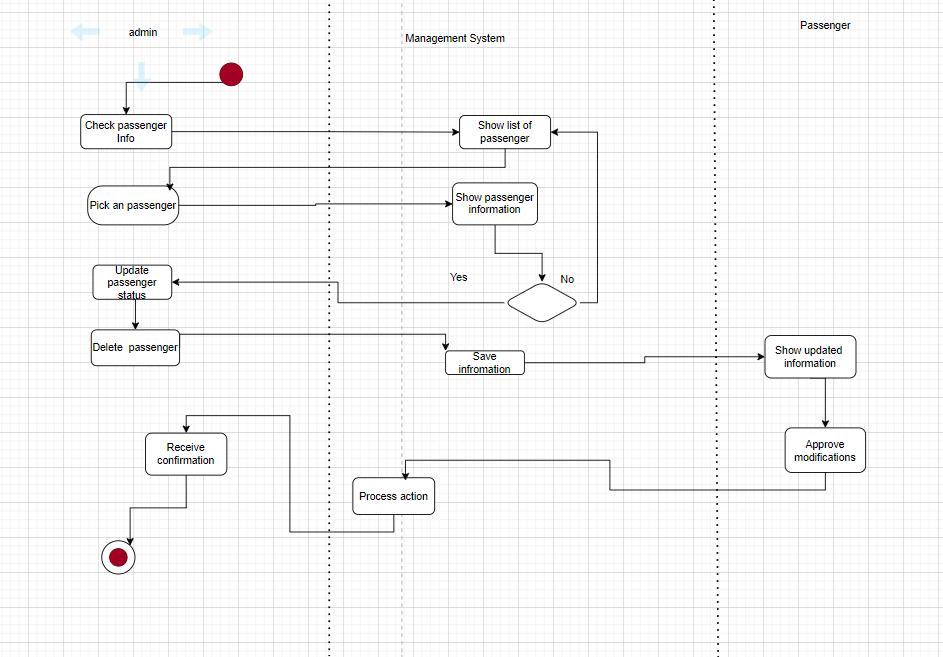 admin
Management System
Passenger
Check passenger
Info
Show list of
passenger
Pick an passenger
Show passenger
information
Yes
No
Update
passenger
status
Delete passenger
Save
infromation
Show updated
information
Approve
modifications
Receive
confirmation
Process action